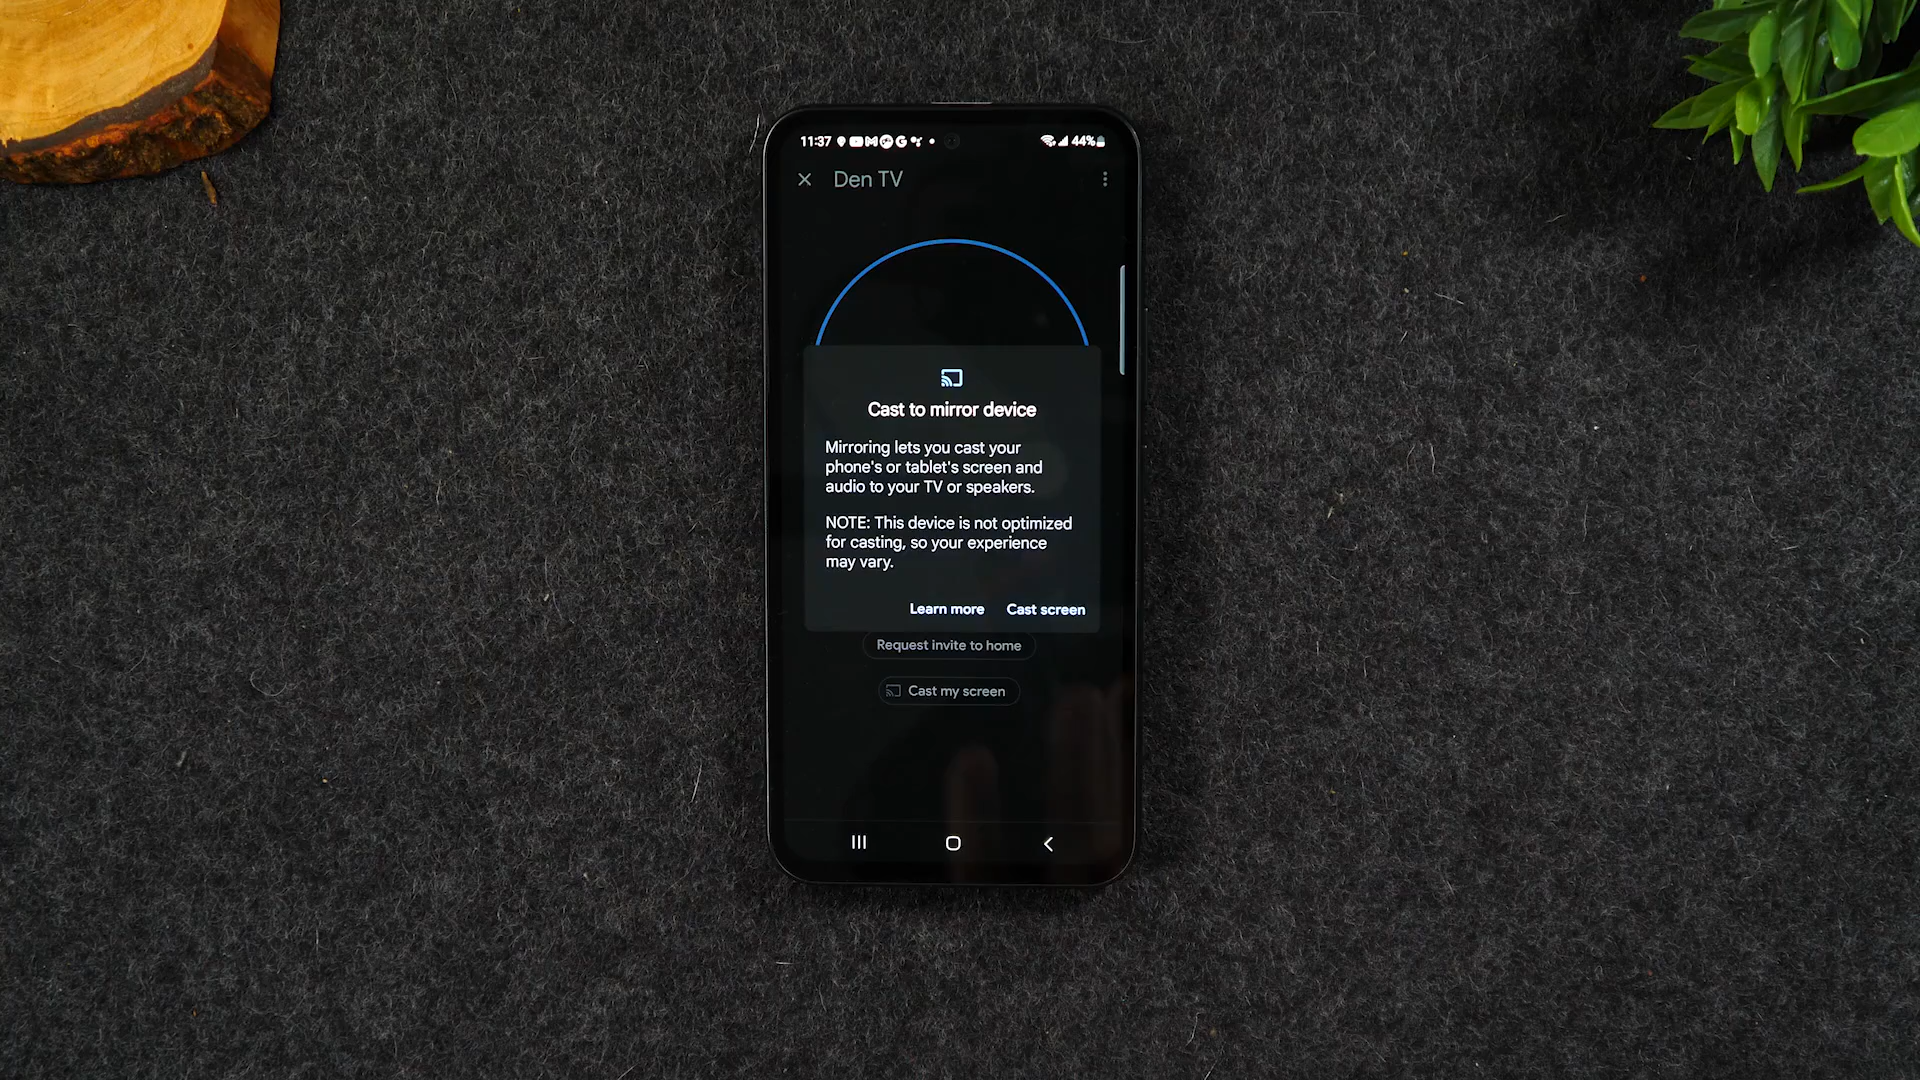 11:37
44%
Den TV
Cast to mirror device
Mirroring lets you cast your
phone's or tablet's screen and
audio to your TV or speakers.
NOTE: This device is not optimized
for casting, so your experience
may vary.
Learn more Cast screen
Request invite to home
Cast my screen